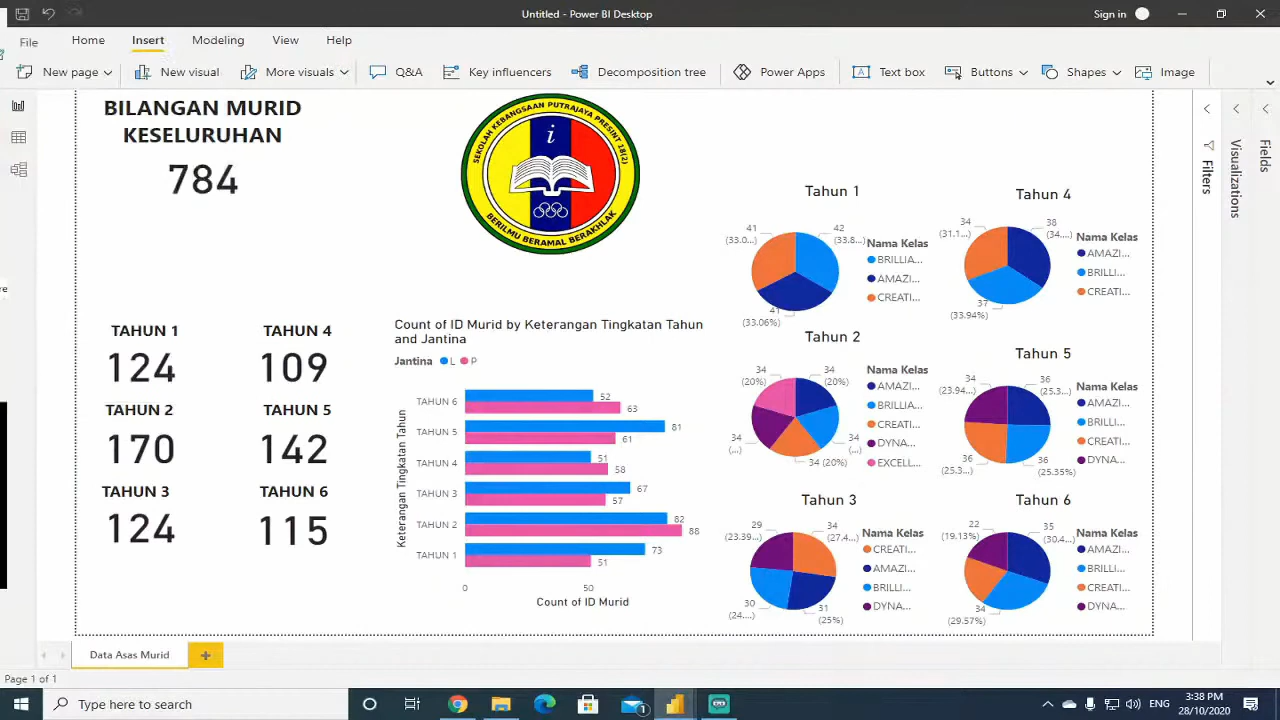 Untitled - Power BI Desktop
Sign in
File
Home
Insert
Modeling
View
Help
New page
New visual
More visuals
Q&A
Key influencers
Decomposition tree
Power Apps
Text box
Buttons
Shapes
Image
BILANGAN MURID
KESELURUHAN
784
SEKOLAH KEBANGSAAN PUTRAJAYA PRESINT 18(2)
i
BERILMU BERAMAL BERAKHLAK
TAHUN 1
124
TAHUN 4
109
TAHUN 2
170
TAHUN 5
142
TAHUN 3
124
TAHUN 6
115
Count of ID Murid by Keterangan Tingkatan Tahun
and Jantina
Jantina L P
Keterangan Tingkatan Tahun
TAHUN 6
52
63
TAHUN 5
81
61
TAHUN 4
51
58
TAHUN 3
67
57
TAHUN 2
82
88
TAHUN 1
73
51
0
50
Count of ID Murid
Tahun 1
41
(33.0...)
42
(33.8...)
41
(33.06%)
Nama Kelas
BRILLIA...
AMAZI...
CREATI...
Tahun 4
34
(31.1...)
38
(34....)
37
(33.94%)
Nama Kelas
AMAZI...
BRILLI...
CREATI...
Tahun 2
34
(20%)
34
(20%)
34
(...)
34
(...)
34 (20%)
Nama Kelas
AMAZI...
BRILLIA...
CREATI...
DYNA...
EXCELL...
Tahun 5
34
(23.94...)
36
(25.3...)
36
(25.3...)
36
(25.35%)
Nama Kelas
AMAZI...
BRILLI...
CREATI...
DYNA...
Tahun 3
29
(23.39...)
34
(27.4...)
30
(24....)
31
(25%)
Nama Kelas
CREATI...
AMAZI...
BRILLI...
DYNA...
Tahun 6
22
(19.13%)
35
(30.4...)
34
(29.57%)
Nama Kelas
AMAZI...
BRILLI...
CREATI...
DYNA...
Filters
Visualizations
Fields
re
Data Asas Murid
Page 1 of 1
Type here to search
1
ENG
3:38 PM
28/10/2020